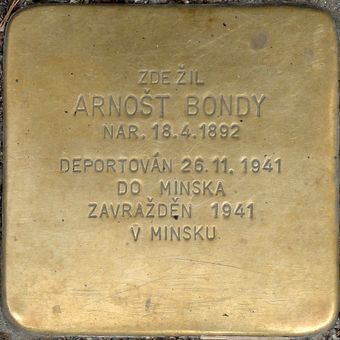 ZDE ŽIL
ARNOŠT BONDY
NAR. 18.4.1892
DEPORTOVÁN 26.11.1941
DO MINSKA
ZAVRAŽDĚN 1941
V MINSKU